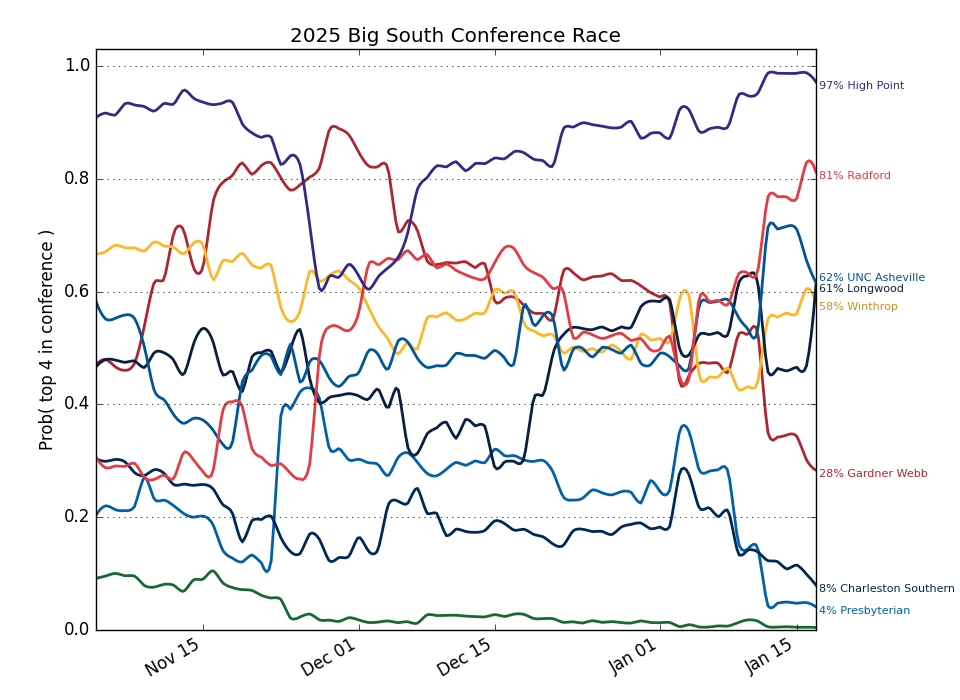 2025 Big South Conference Race
Prob( top 4 in conference )
1.0
0.8
0.6
0.4
0.2
0.0
Nov 15
Dec 01
Dec 15
Jan 01
Jan 15
97% High Point
81% Radford
62% UNC Asheville
61% Longwood
58% Winthrop
28% Gardner Webb
8% Charleston Southern
4% Presbyterian